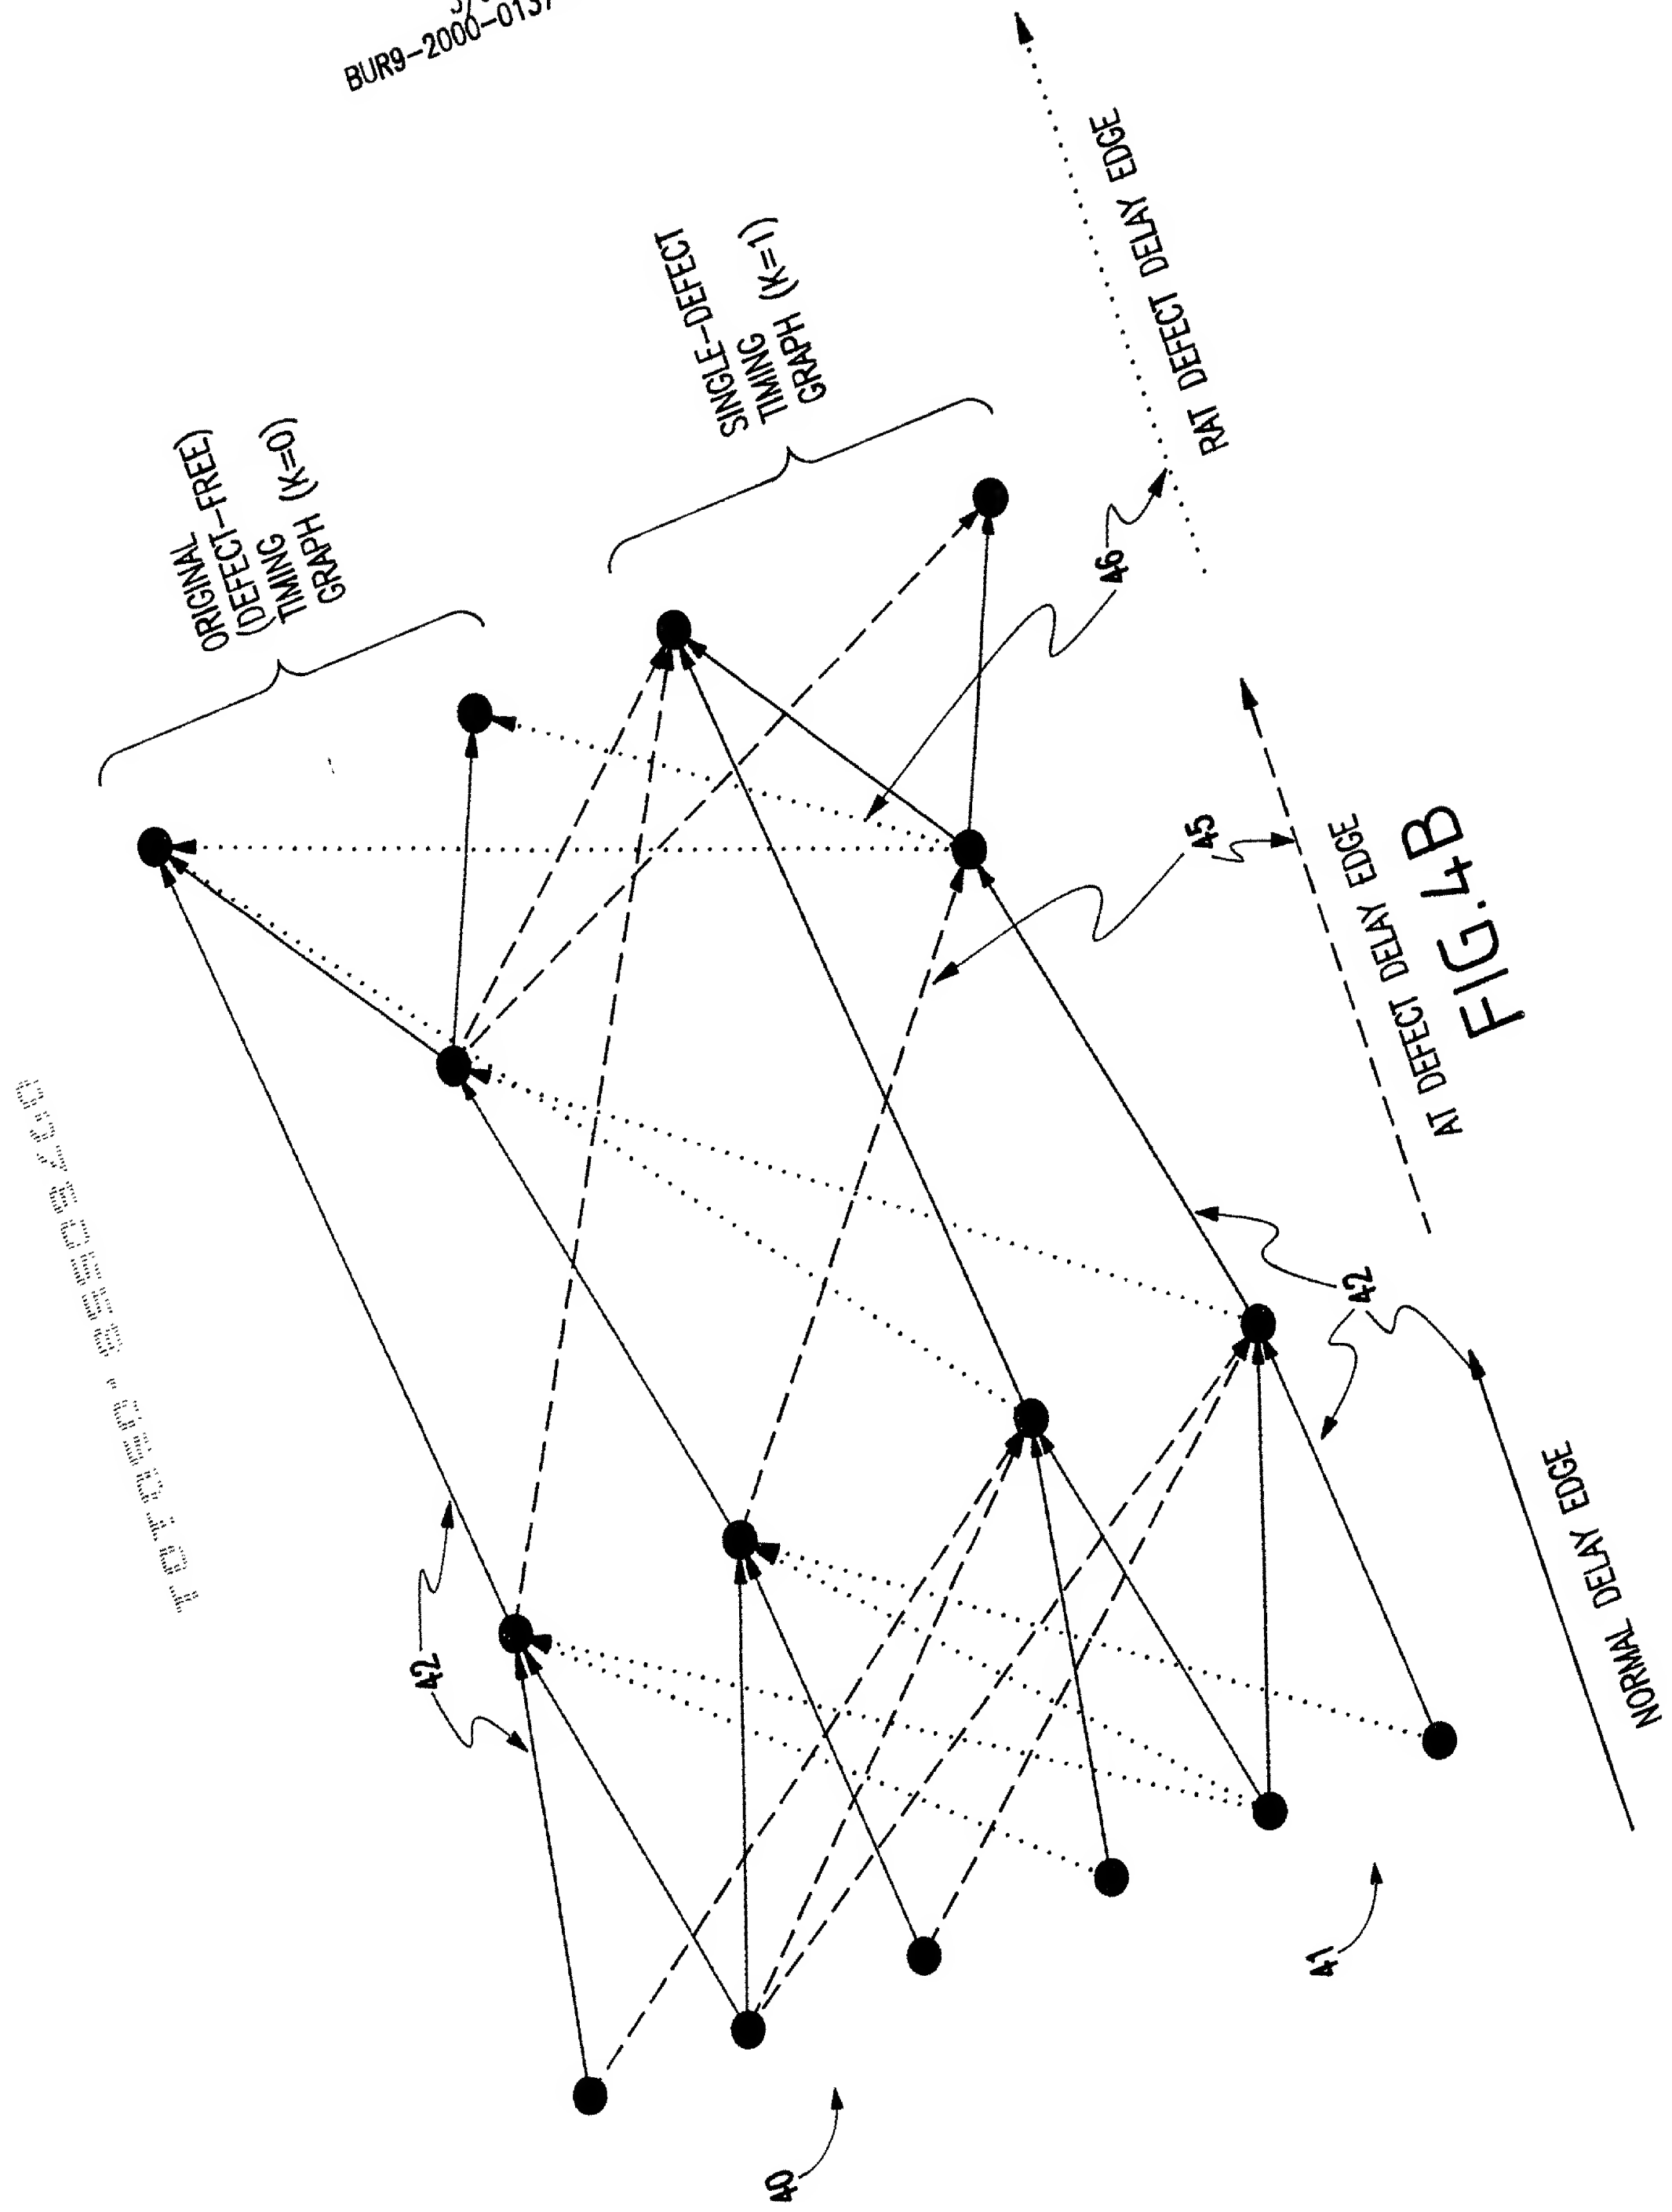 BUR9-2000-0137
ORIGINAL
(DEFECT-FREE)
TIMING
GRAPH (K=0)
SINGLE-DEFECT
TIMING
GRAPH (K=1)
RAT DEFECT DELAY EDGE
46
45
AT DEFECT DELAY EDGE
FIG.4B
42
42
NORMAL DELAY EDGE
40
41